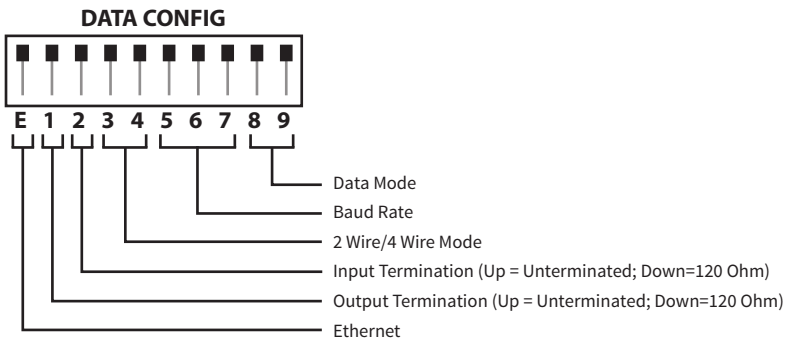 DATA CONFIG
E 1 2 3 4 5 6 7 8 9
Data Mode
Baud Rate
2 Wire/4 Wire Mode
Input Termination (Up = Unterminated; Down=120 Ohm)
Output Termination (Up = Unterminated; Down=120 Ohm)
Ethernet